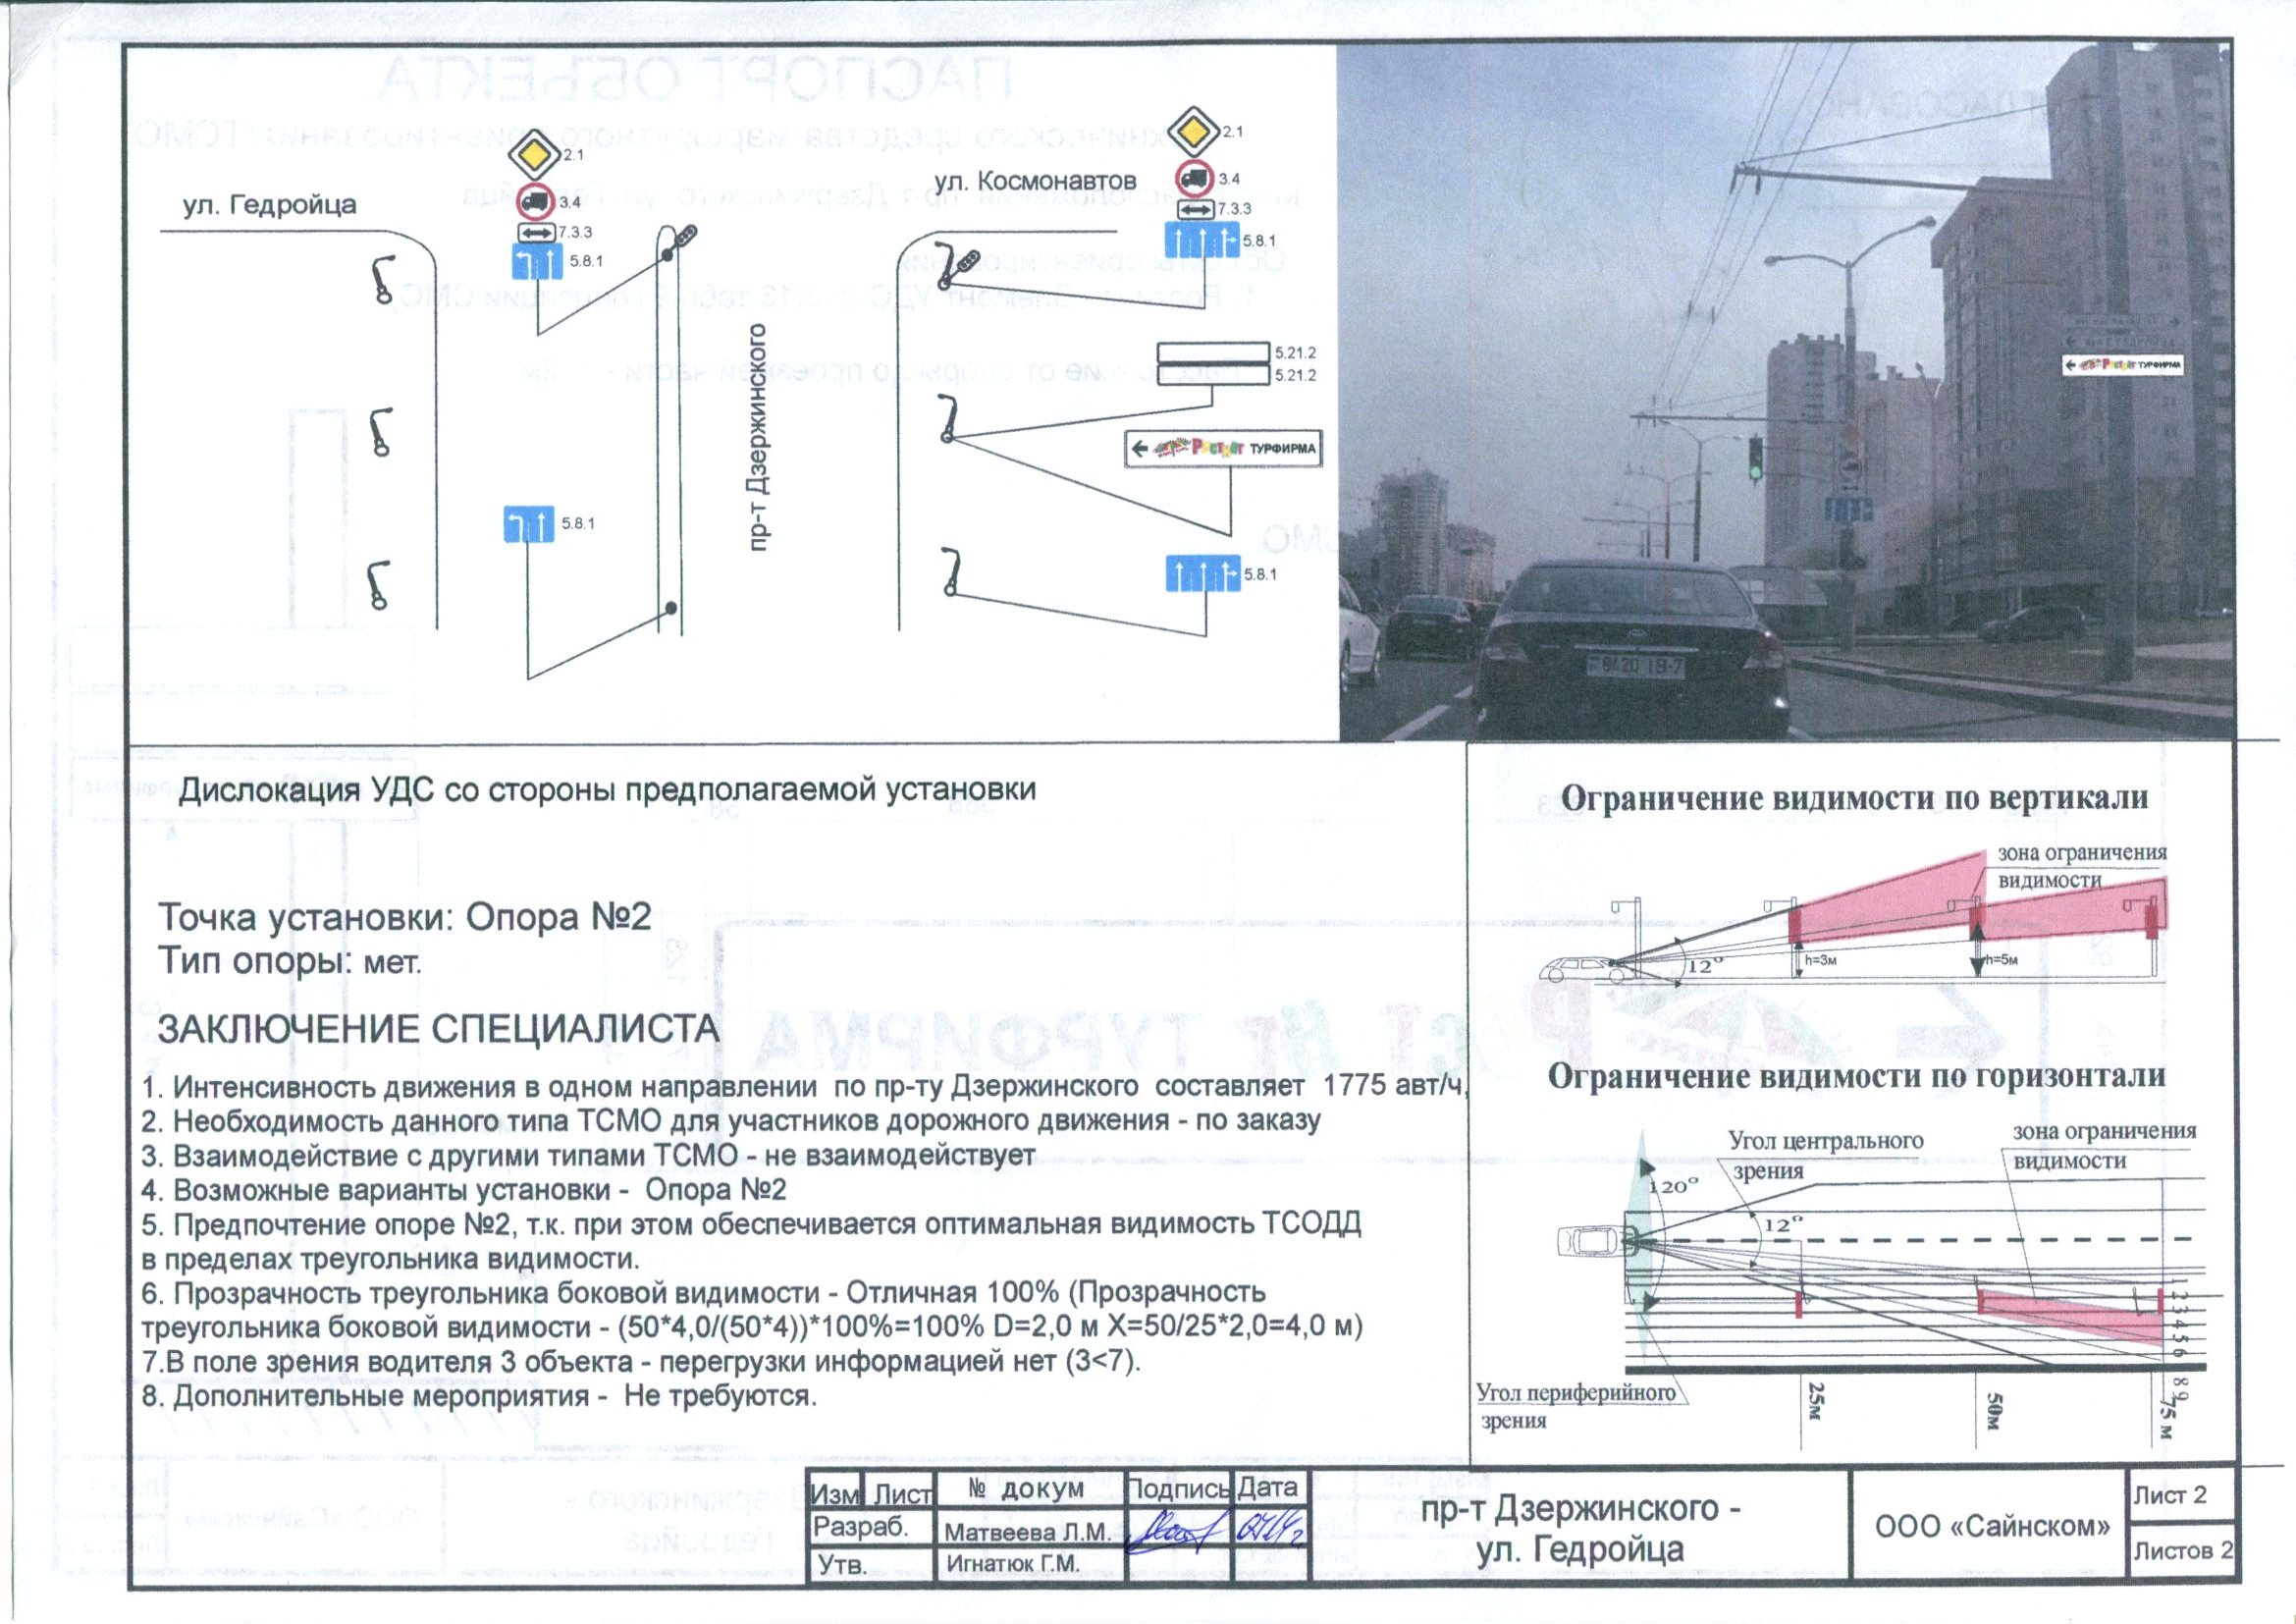 ул. Гедройца
2.1
3.4
7.3.3
5.8.1
ул. Космонавтов
2.1
3.4
7.3.3
5.8.1
5.21.2
5.21.2
РастАг ТУРФИРМА
пр-т Дзержинского
5.8.1
5.8.1
ТУРФИРМА
8420 IB-7
Дислокация УДС со стороны предполагаемой установки
Точка установки: Опора №2
Тип опоры: мет.
ЗАКЛЮЧЕНИЕ СПЕЦИАЛИСТА
1. Интенсивность движения в одном направлении по пр-ту Дзержинского составляет 1775 авт/ч,
2. Необходимость данного типа ТСМО для участников дорожного движения - по заказу
3. Взаимодействие с другими типами ТСМО - не взаимодействует
4. Возможные варианты установки - Опора №2
5. Предпочтение опоре №2, т.к. при этом обеспечивается оптимальная видимость ТСОДД
в пределах треугольника видимости.
6. Прозрачность треугольника боковой видимости - Отличная 100% (Прозрачность
треугольника боковой видимости - (50*4,0/(50*4))*100%=100% D=2,0 м X=50/25*2,0=4,0 м)
7.В поле зрения водителя 3 объекта - перегрузки информацией нет (3<7).
8. Дополнительные мероприятия - Не требуются.
Ограничение видимости по вертикали
зона ограничения
видимости
12°
h=3м
h=5м
Ограничение видимости по горизонтали
Угол центрального
зрения
зона ограничения
видимости
120°
12°
1 2 3 4 5 6 8 9
Угол периферийного
зрения
25м
50м
75 м
Изм Лист № докум Подпись Дата
Разраб. Матвеева Л.М.
Утв. Игнатюк Г.М.
пр-т Дзержинского -
ул. Гедройца
ООО «Сайнском»
Лист 2
Листов 2